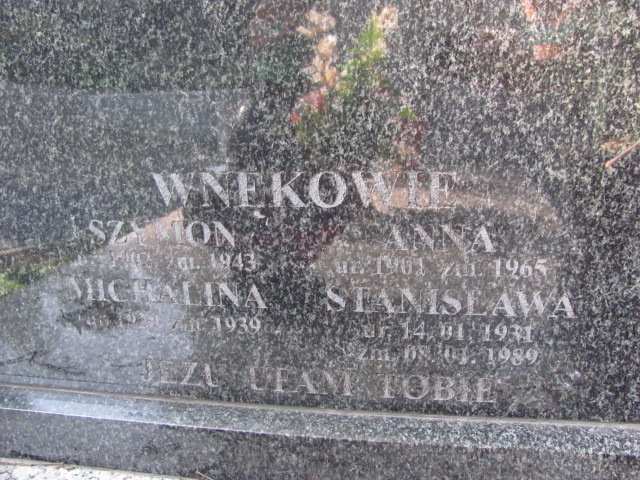 WNĘKOWIE
SZYMON ANNA
zm. 1943 ur. 1901 zm. 1965
MICHALINA STANISŁAWA
zm. 1939 ur. 14.01.1931
zm. 08.03.1989
JEZU UFAM TOBIE